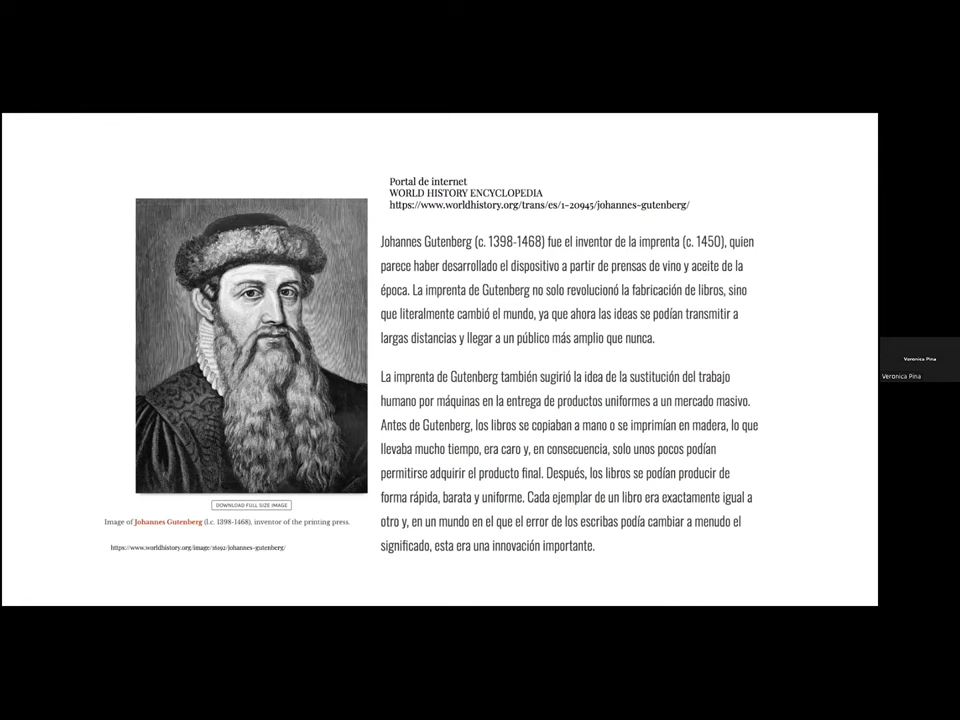 Portal de internet
WORLD HISTORY ENCYCLOPEDIA
https://www.worldhistory.org/trans/es/1-20945/johannes-gutenberg/
Johannes Gutenberg (c. 1398-1468) fue el inventor de la imprenta (c. 1450), quien
parece haber desarrollado el dispositivo a partir de prensas de vino y aceite de la
época. La imprenta de Gutenberg no solo revolucionó la fabricación de libros, sino
que literalmente cambió el mundo, ya que ahora las ideas se podían transmitir a
largas distancias y llegar a un público más amplio que nunca.
La imprenta de Gutenberg también sugirió la idea de la sustitución del trabajo
humano por máquinas en la entrega de productos uniformes a un mercado masivo.
Antes de Gutenberg, los libros se copiaban a mano o se imprimían en madera, lo que
llevaba mucho tiempo, era caro y, en consecuencia, solo unos pocos podían
permitirse adquirir el producto final. Después, los libros se podían producir de
forma rápida, barata y uniforme. Cada ejemplar de un libro era exactamente igual a
otro y, en un mundo en el que el error de los escribas podía cambiar a menudo el
significado, esta era una innovación importante.
DOWNLOAD FULL SIZE IMAGE
Image of Johannes Gutenberg (l.c. 1398-1468), inventor of the printing press.
https://www.worldhistory.org/image/16192/johannes-gutenberg/
Veronica Pina
Veronica Pina